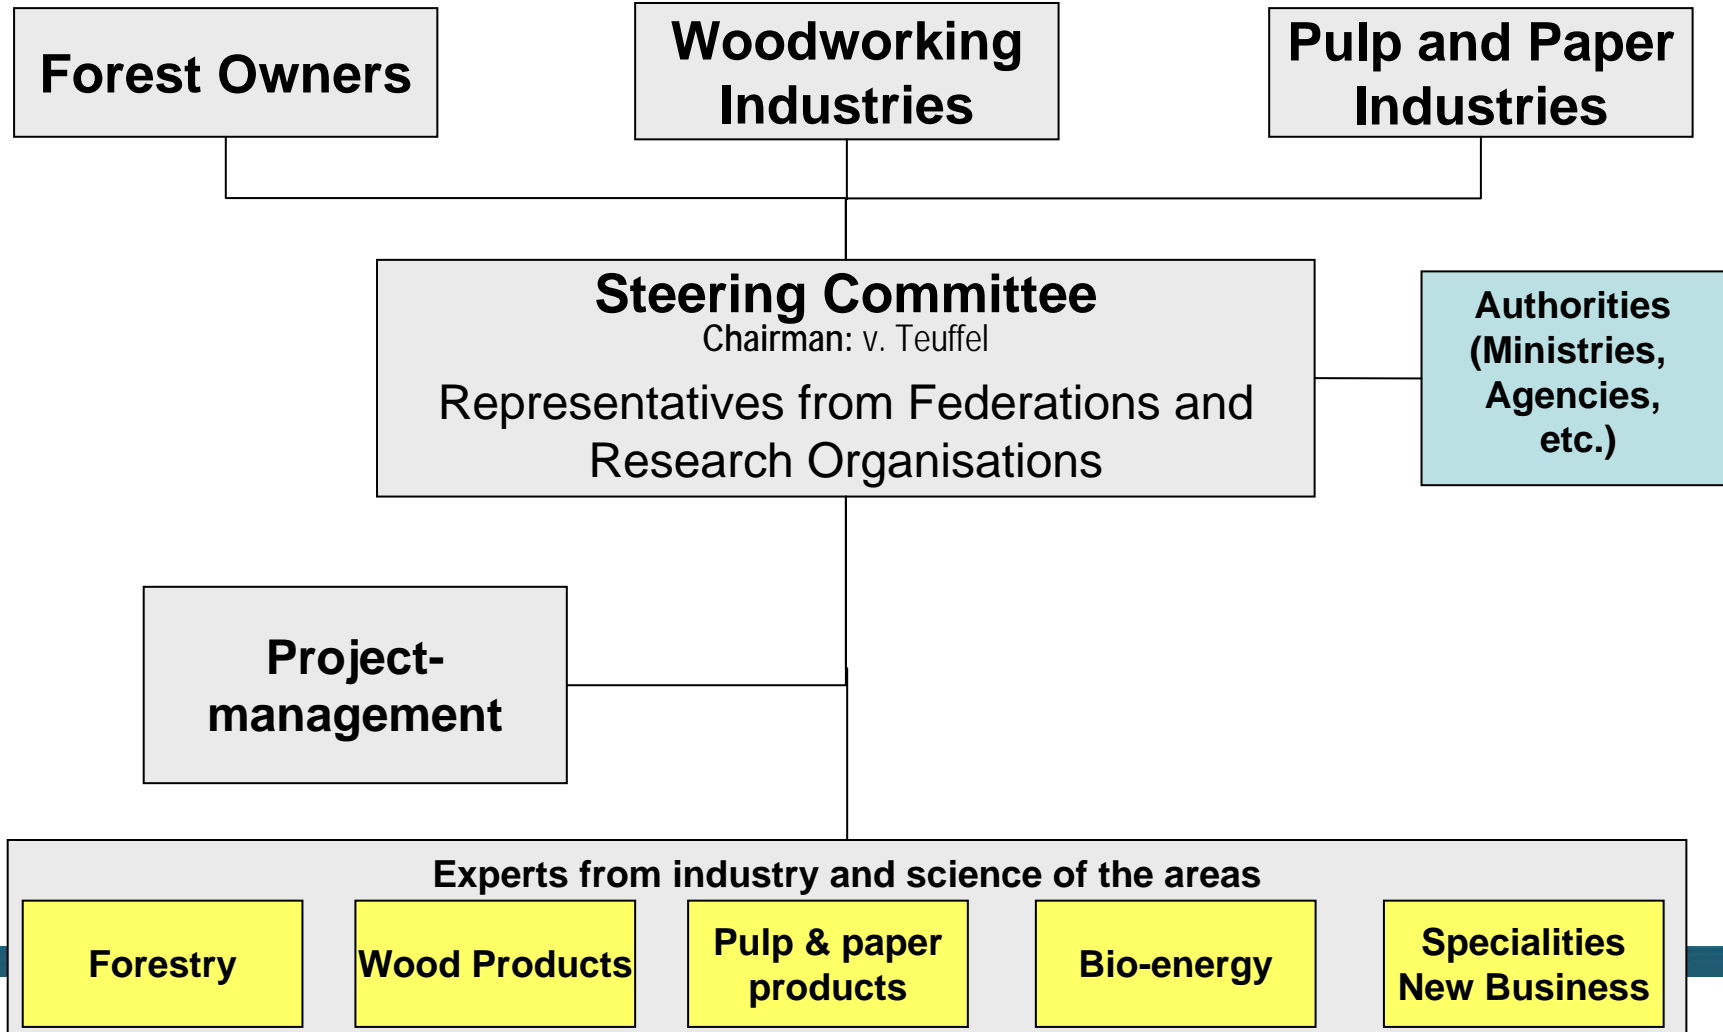 Forest Owners
Woodworking
Industries
Pulp and Paper
Industries
Steering Committee
Chairman: v. Teuffel
Representatives from Federations and
Research Organisations
Authorities
(Ministries,
Agencies,
etc.)
Project-
management
Experts from industry and science of the areas
Forestry
Wood Products
Pulp & paper
products
Bio-energy
Specialities
New Business